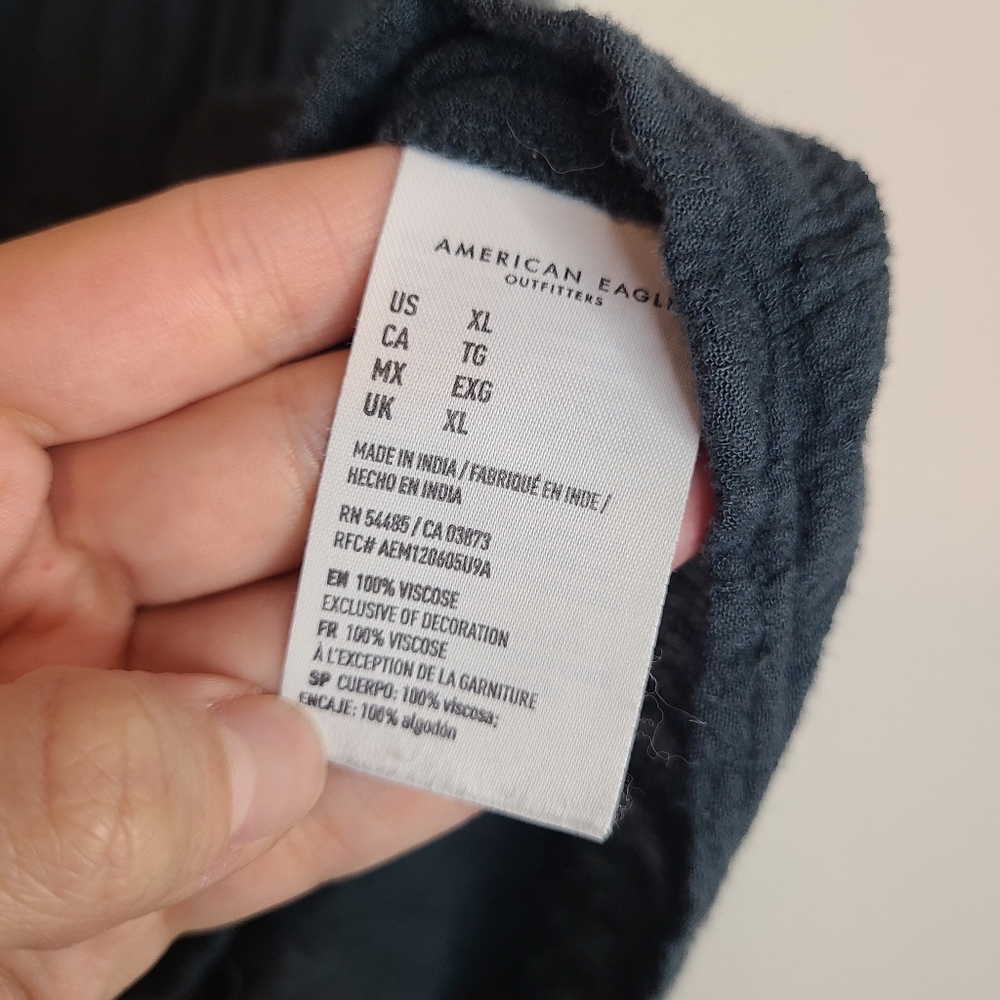 AMERICAN EAGLE
OUTFITTERS
US XL
CA TG
MX EXG
UK XL
MADE IN INDIA / FABRIQUÉ EN INDE /
HECHO EN INDIA
RN 54485 / CA 03873
RFC# AEM120605U9A
EN 100% VISCOSE
EXCLUSIVE OF DECORATION
FR 100% VISCOSE
À L'EXCEPTION DE LA GARNITURE
SP CUERPO: 100% viscosa;
ENCAJE: 100% algodón